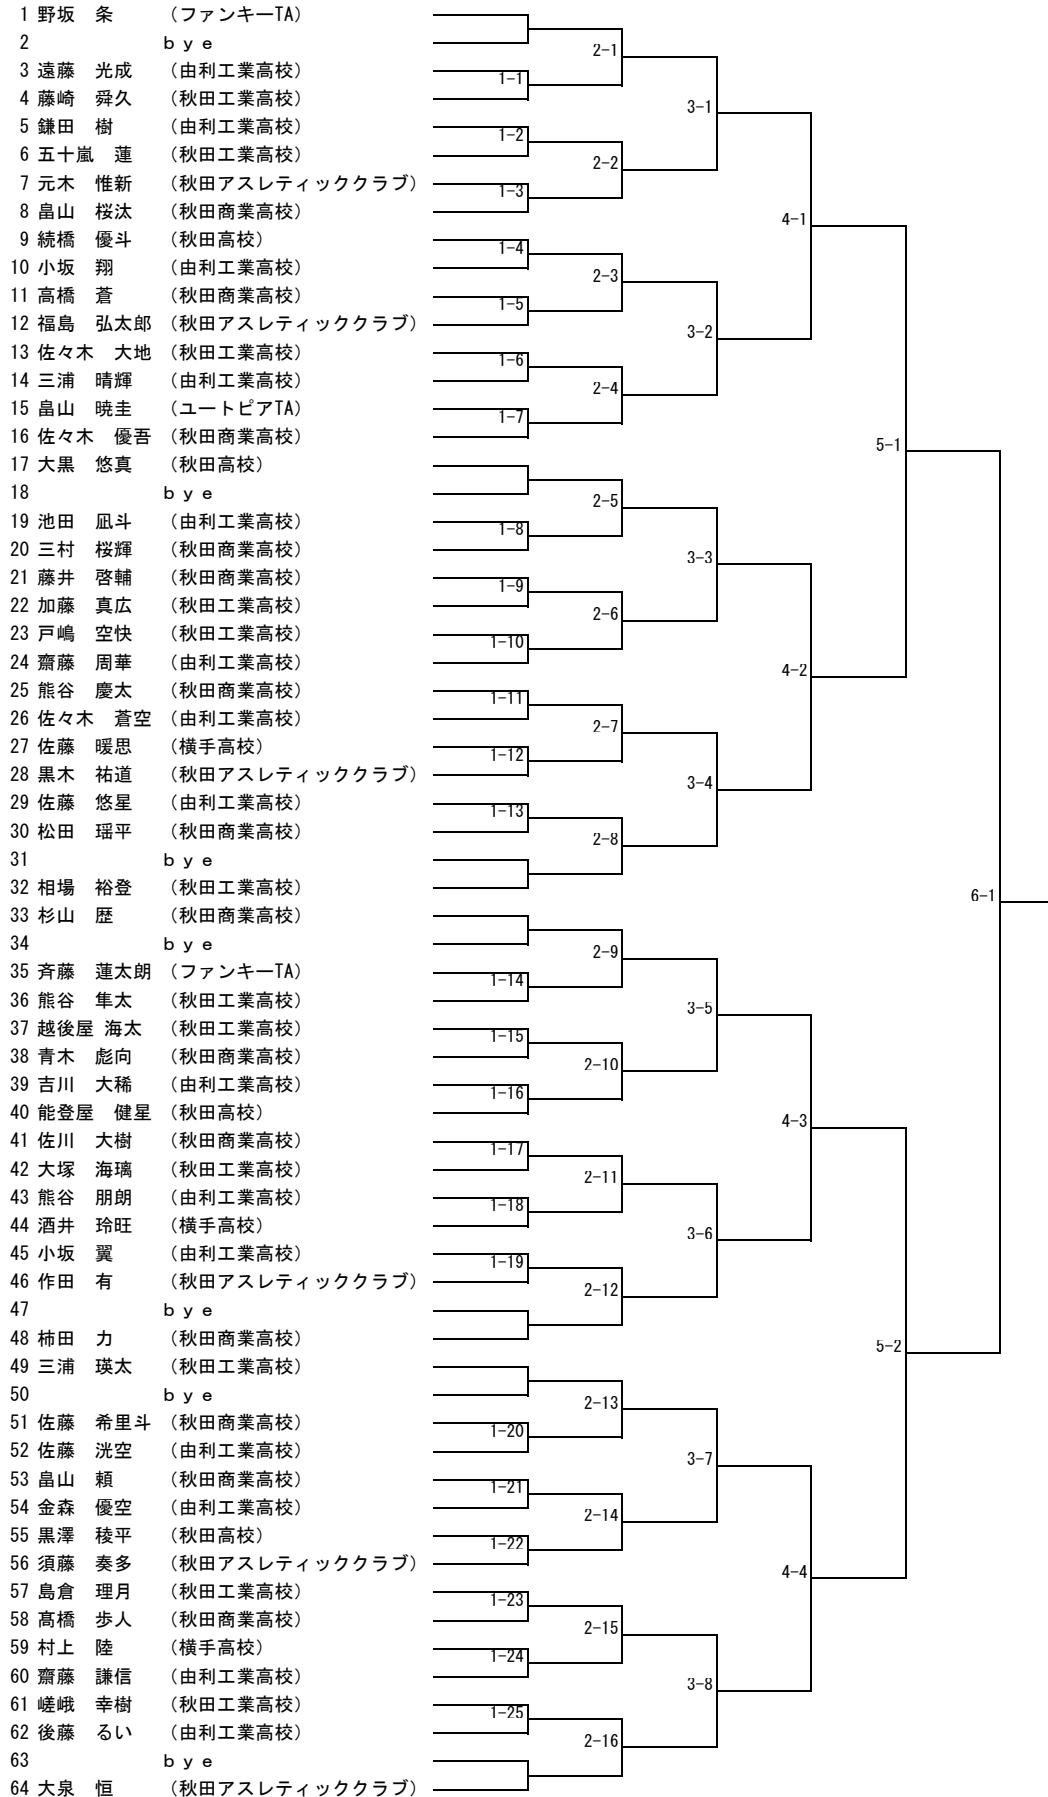 1 野坂　条 (ファンキーTA)
2 ｂｙｅ
2-1
3 遠藤　光成 (由利工業高校)
1-1
4 藤崎　舜久 (秋田工業高校)
3-1
5 鎌田　樹 (由利工業高校)
1-2
6 五十嵐　蓮 (秋田工業高校)
2-2
7 元木　惟新 (秋田アスレティッククラブ)
1-3
8 畠山　桜汰 (秋田商業高校)
4-1
9 続橋　優斗 (秋田高校)
1-4
10 小坂　翔 (由利工業高校)
2-3
11 高橋　蒼 (秋田商業高校)
1-5
12 福島　弘太郎 (秋田アスレティッククラブ)
3-2
13 佐々木　大地 (秋田工業高校)
1-6
14 三浦　晴輝 (由利工業高校)
2-4
15 畠山　暁圭 (ユートピアTA)
1-7
16 佐々木　優吾 (秋田商業高校)
5-1
17 大黒　悠真 (秋田高校)
18 ｂｙｅ
2-5
19 池田　凪斗 (由利工業高校)
1-8
20 三村　桜輝 (秋田商業高校)
3-3
21 藤井　啓輔 (秋田商業高校)
1-9
22 加藤　真広 (秋田工業高校)
2-6
23 戸嶋　空快 (秋田工業高校)
1-10
24 齋藤　周華 (由利工業高校)
4-2
25 熊谷　慶太 (秋田商業高校)
1-11
26 佐々木　蒼空 (由利工業高校)
2-7
27 佐藤　暖思 (横手高校)
1-12
28 黒木　祐道 (秋田アスレティッククラブ)
3-4
29 佐藤　悠星 (由利工業高校)
1-13
30 松田　瑶平 (秋田商業高校)
2-8
31 ｂｙｅ
32 相場　裕登 (秋田工業高校)
6-1
33 杉山　歴 (秋田商業高校)
34 ｂｙｅ
2-9
35 斉藤　蓮太朗 (ファンキーTA)
1-14
36 熊谷　隼太 (秋田工業高校)
3-5
37 越後屋 海太 (秋田工業高校)
1-15
38 青木　彪向 (秋田商業高校)
2-10
39 吉川　大稀 (由利工業高校)
1-16
40 能登屋　健星 (秋田高校)
4-3
41 佐川　大樹 (秋田商業高校)
1-17
42 大塚　海璃 (秋田工業高校)
2-11
43 熊谷　朋朗 (由利工業高校)
1-18
44 酒井　玲旺 (横手高校)
3-6
45 小坂　翼 (由利工業高校)
1-19
46 作田　有 (秋田アスレティッククラブ)
2-12
47 ｂｙｅ
48 柿田　力 (秋田商業高校)
5-2
49 三浦　瑛太 (秋田工業高校)
50 ｂｙｅ
2-13
51 佐藤　希里斗 (秋田商業高校)
1-20
52 佐藤　洸空 (由利工業高校)
3-7
53 畠山　頼 (秋田商業高校)
1-21
54 金森　優空 (由利工業高校)
2-14
55 黒澤　稜平 (秋田高校)
1-22
56 須藤　奏多 (秋田アスレティッククラブ)
4-4
57 島倉　理月 (秋田工業高校)
1-23
58 髙橋　歩人 (秋田商業高校)
2-15
59 村上　陸 (横手高校)
1-24
60 齋藤　謙信 (由利工業高校)
3-8
61 嵯峨　幸樹 (秋田工業高校)
1-25
62 後藤　るい (由利工業高校)
2-16
63 ｂｙｅ
64 大泉　恒 (秋田アスレティッククラブ)